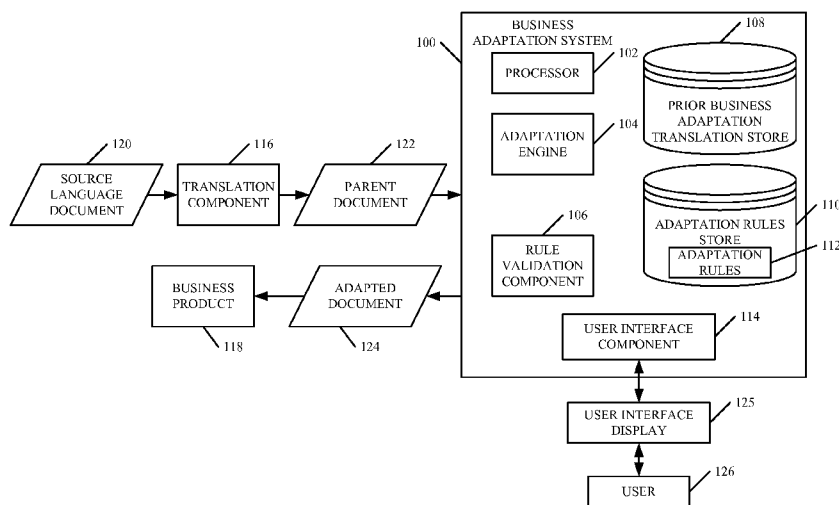 BUSINESS
ADAPTATION SYSTEM
100
108
PROCESSOR
102
PRIOR BUSINESS
ADAPTATION
TRANSLATION STORE
ADAPTATION
ENGINE
104
120
116
122
SOURCE
LANGUAGE
DOCUMENT
TRANSLATION
COMPONENT
PARENT
DOCUMENT
110
ADAPTATION RULES
STORE
112
ADAPTATION
RULES
106
RULE
VALIDATION
COMPONENT
BUSINESS
PRODUCT
118
ADAPTED
DOCUMENT
124
USER INTERFACE
COMPONENT
114
USER INTERFACE
DISPLAY
125
USER
126